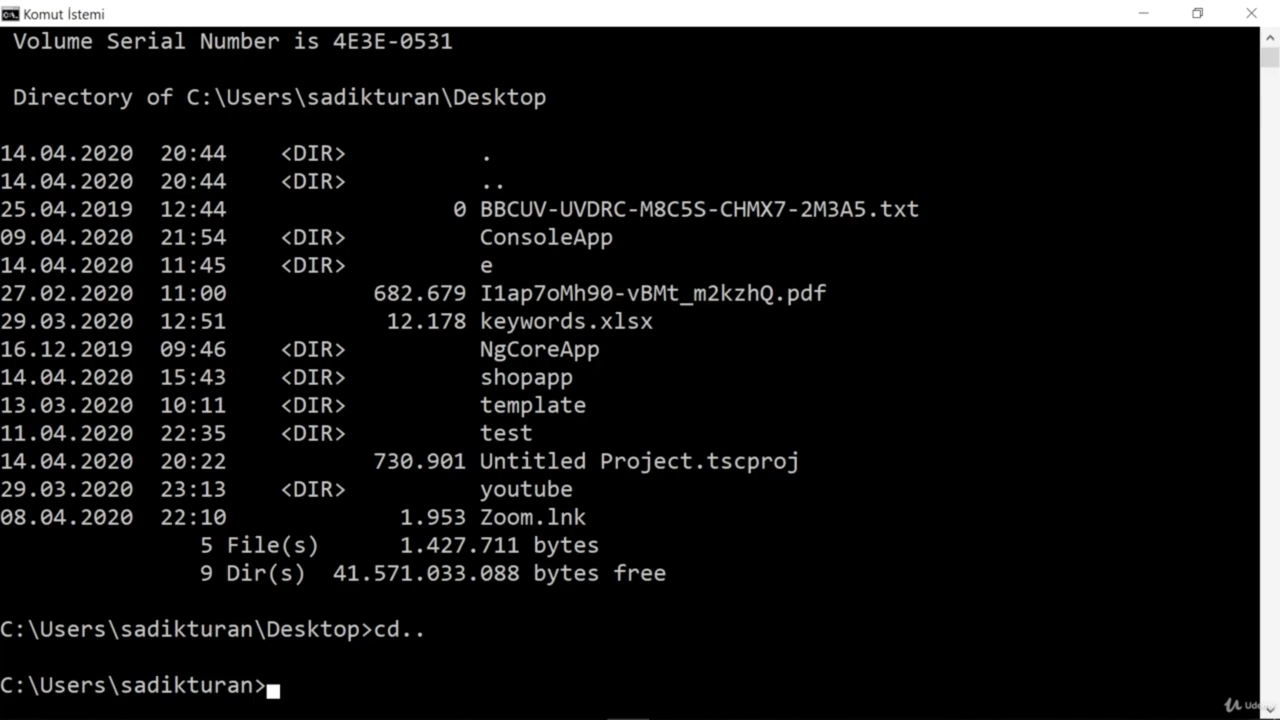 Komut İstemi
Volume Serial Number is 4E3E-0531
Directory of C:\Users\sadikturan\Desktop
14.04.2020  20:44    <DIR>          .
14.04.2020  20:44    <DIR>          ..
25.04.2019  12:44                 0 BBCUV-UVDRC-M8C5S-CHMX7-2M3A5.txt
09.04.2020  21:54    <DIR>          ConsoleApp
14.04.2020  11:45    <DIR>          e
27.02.2020  11:00           682.679 I1ap7oMh90-vBMt_m2kzhQ.pdf
29.03.2020  12:51            12.178 keywords.xlsx
16.12.2019  09:46    <DIR>          NgCoreApp
14.04.2020  15:43    <DIR>          shopapp
13.03.2020  10:11    <DIR>          template
11.04.2020  22:35    <DIR>          test
14.04.2020  20:22           730.901 Untitled Project.tscproj
29.03.2020  23:13    <DIR>          youtube
08.04.2020  22:10             1.953 Zoom.lnk
5 File(s)      1.427.711 bytes
9 Dir(s)  41.571.033.088 bytes free
C:\Users\sadikturan\Desktop>cd..
C:\Users\sadikturan>